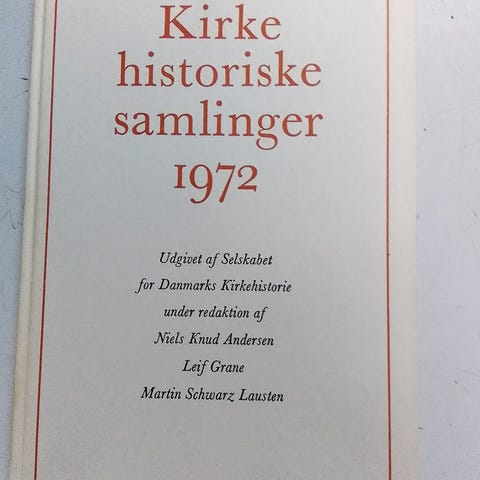 Kirke
historiske
samlinger
1972
Udgivet af Selskabet
for Danmarks Kirkehistorie
under redaktion af
Niels Knud Andersen
Leif Grane
Martin Schwarz Lausten